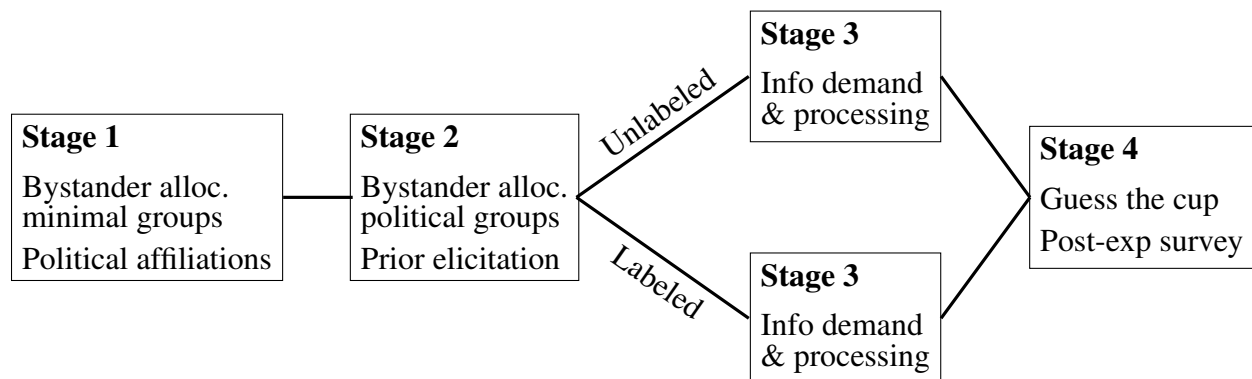 Stage 1
Bystander alloc.
minimal groups
Political affiliations
Stage 2
Bystander alloc.
political groups
Prior elicitation
Unlabeled
Labeled
Stage 3
Info demand
& processing
Stage 3
Info demand
& processing
Stage 4
Guess the cup
Post-exp survey